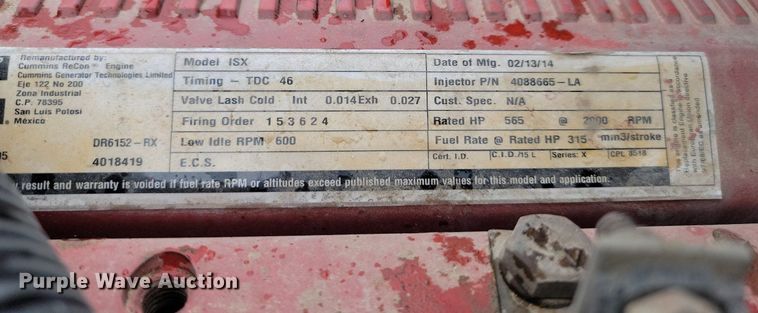 Remanufactured by:
Cummins ReCon Engine
Cummins Generator Technologies Limited
Eje 122 No 200
Zona Industrial
C.P. 78395
San Luis Potosi
México
DR6152-RX
4018419
Model ISX
Timing - TDC 46
Valve Lash Cold Int 0.014 Exh 0.027
Firing Order 1 5 3 6 2 4
Low Idle RPM 600
E.C.S.
Date of Mfg. 02/13/14
Injector P/N 4088665-LA
Cust. Spec. N/A
Rated HP 565 @ 2000 RPM
Fuel Rate @ Rated HP 315 mm3/stroke
Cert. I.D. C.I.D./15 L Series: X CPL 8518
result and warranty is voided if fuel rate RPM or altitudes exceed published maximum values for this model and application.
Purple Wave Auction